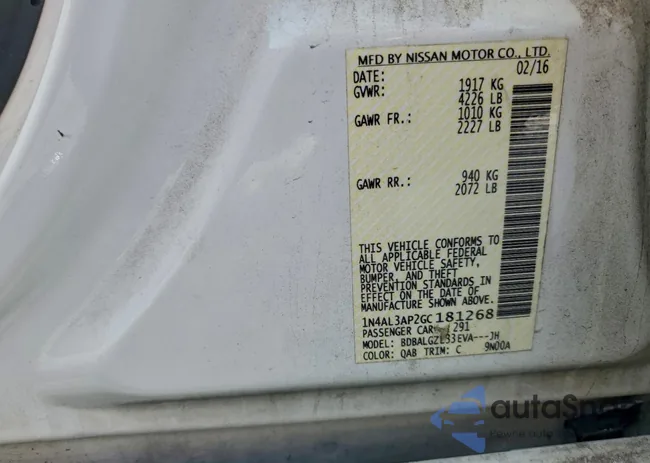 MFD BY NISSAN MOTOR CO., LTD.
DATE: 02/16
GVWR: 1917 KG
4226 LB
GAWR FR.: 1010 KG
2227 LB
GAWR RR.: 940 KG
2072 LB
THIS VEHICLE CONFORMS TO
ALL APPLICABLE FEDERAL
MOTOR VEHICLE SAFETY,
BUMPER, AND THEFT
PREVENTION STANDARDS IN
EFFECT ON THE DATE OF
MANUFACTURE SHOWN ABOVE.
1N4AL3AP2GC181268
PASSENGER CAR 291
MODEL: JH
COLOR: QAB TRIM: C 9N00A